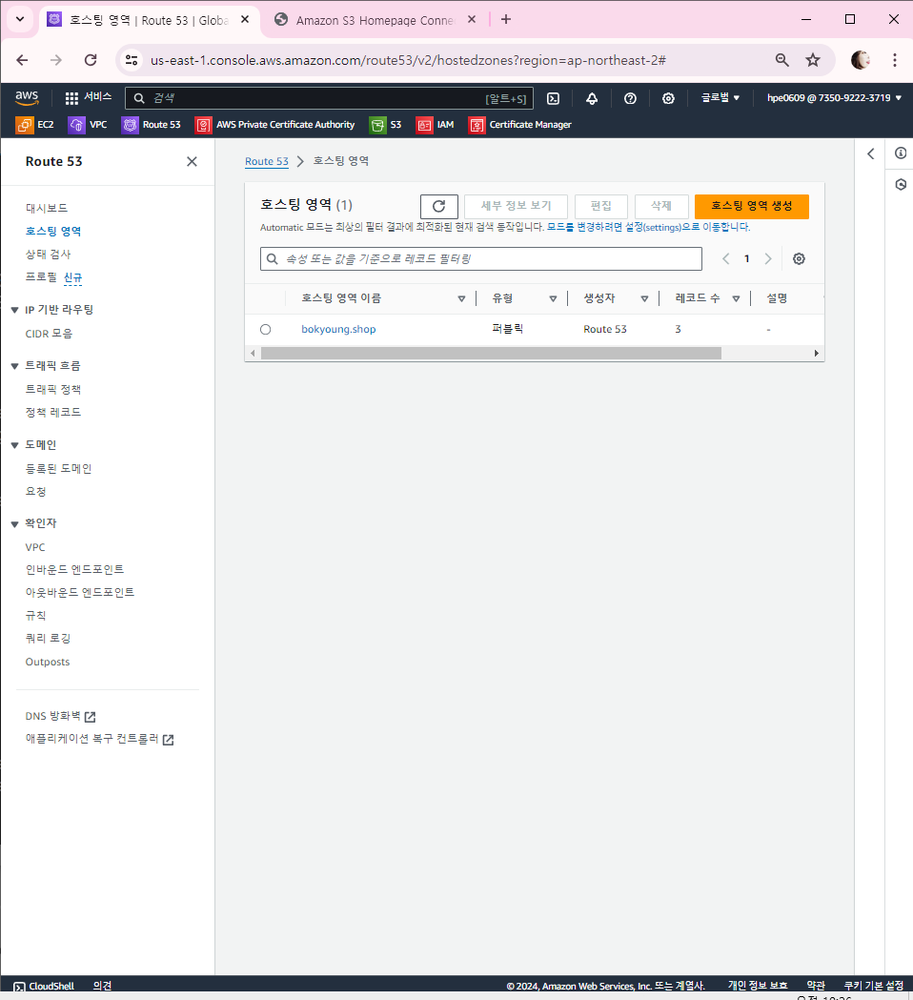 호스팅 영역 | Route 53 | Globa
Amazon S3 Homepage Conne
us-east-1.console.aws.amazon.com/route53/v2/hostedzones?region=ap-northeast-2#
aws 서비스 검색 [알트+S] 글로벌 hpe0609 @ 7350-9222-3719
EC2 VPC Route 53 AWS Private Certificate Authority S3 IAM Certificate Manager
Route 53
대시보드
호스팅 영역
상태 검사
프로필 신규
IP 기반 라우팅
CIDR 모음
트래픽 흐름
트래픽 정책
정책 레코드
도메인
등록된 도메인
요청
확인자
VPC
인바운드 엔드포인트
아웃바운드 엔드포인트
규칙
쿼리 로깅
Outposts
DNS 방화벽
애플리케이션 복구 컨트롤러
Route 53 > 호스팅 영역
호스팅 영역 (1) 세부 정보 보기 편집 삭제 호스팅 영역 생성
Automatic 모드는 최상의 필터 결과에 최적화된 현재 검색 동작입니다. 모드를 변경하려면 설정(settings)으로 이동합니다.
속성 또는 값을 기준으로 레코드 필터링 1
호스팅 영역 이름 유형 생성자 레코드 수 설명
bokyoung.shop 퍼블릭 Route 53 3 -
CloudShell 의견 © 2024, Amazon Web Services, Inc. 또는 계열사. 개인 정보 보호 약관 쿠키 기본 설정